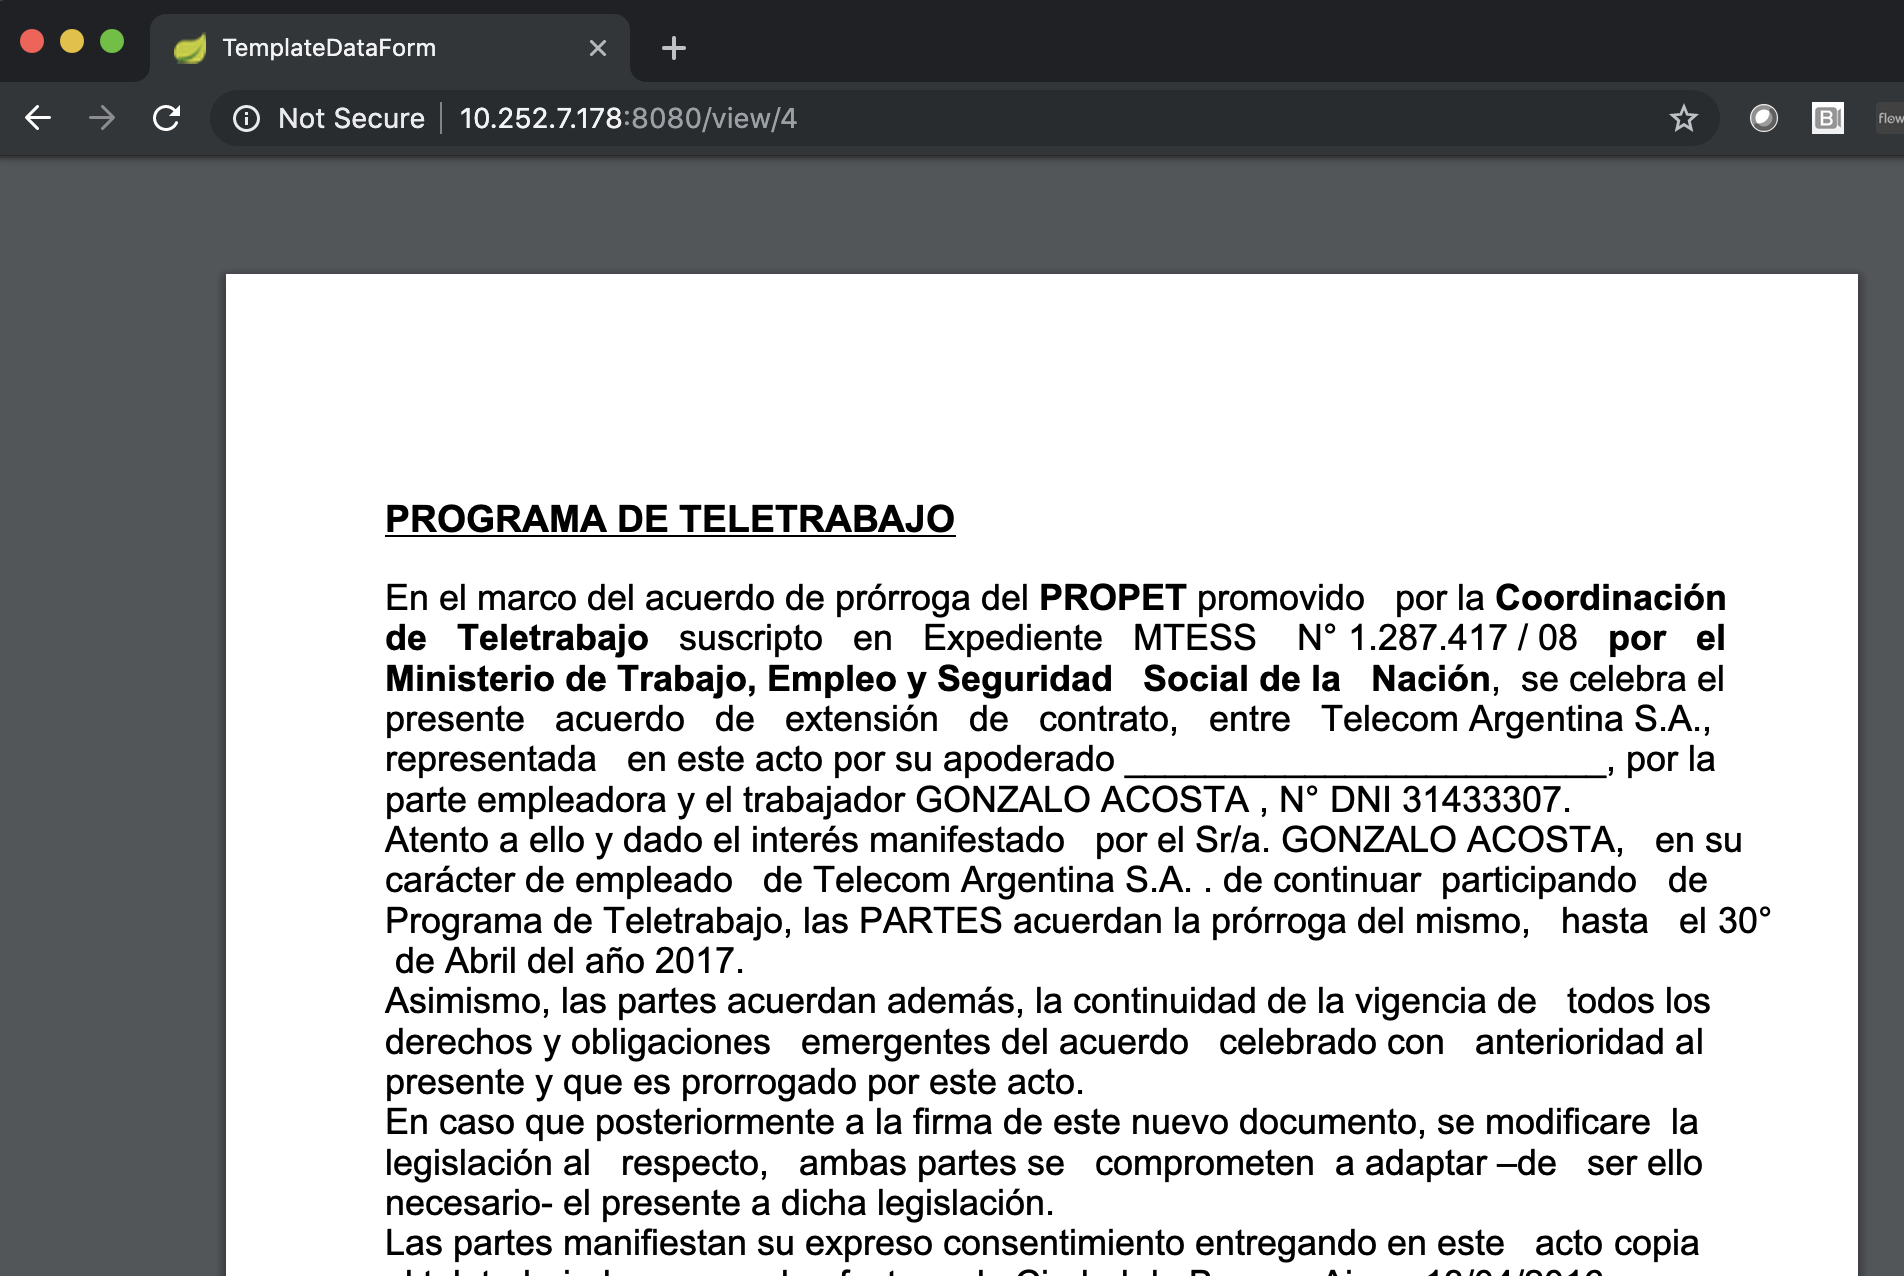 TemplateDataForm
Not Secure 10.252.7.178:8080/view/4
B
flow
PROGRAMA DE TELETRABAJO
En el marco del acuerdo de prórroga del PROPET promovido por la Coordinación
de Teletrabajo suscripto en Expediente MTESS N° 1.287.417 / 08 por el
Ministerio de Trabajo, Empleo y Seguridad Social de la Nación, se celebra el
presente acuerdo de extensión de contrato, entre Telecom Argentina S.A.,
representada en este acto por su apoderado ________________________, por la
parte empleadora y el trabajador GONZALO ACOSTA , N° DNI 31433307.
Atento a ello y dado el interés manifestado por el Sr/a. GONZALO ACOSTA, en su
carácter de empleado de Telecom Argentina S.A. . de continuar participando de
Programa de Teletrabajo, las PARTES acuerdan la prórroga del mismo, hasta el 30°
de Abril del año 2017.
Asimismo, las partes acuerdan además, la continuidad de la vigencia de todos los
derechos y obligaciones emergentes del acuerdo celebrado con anterioridad al
presente y que es prorrogado por este acto.
En caso que posteriormente a la firma de este nuevo documento, se modificare la
legislación al respecto, ambas partes se comprometen a adaptar –de ser ello
necesario- el presente a dicha legislación.
Las partes manifiestan su expreso consentimiento entregando en este acto copia